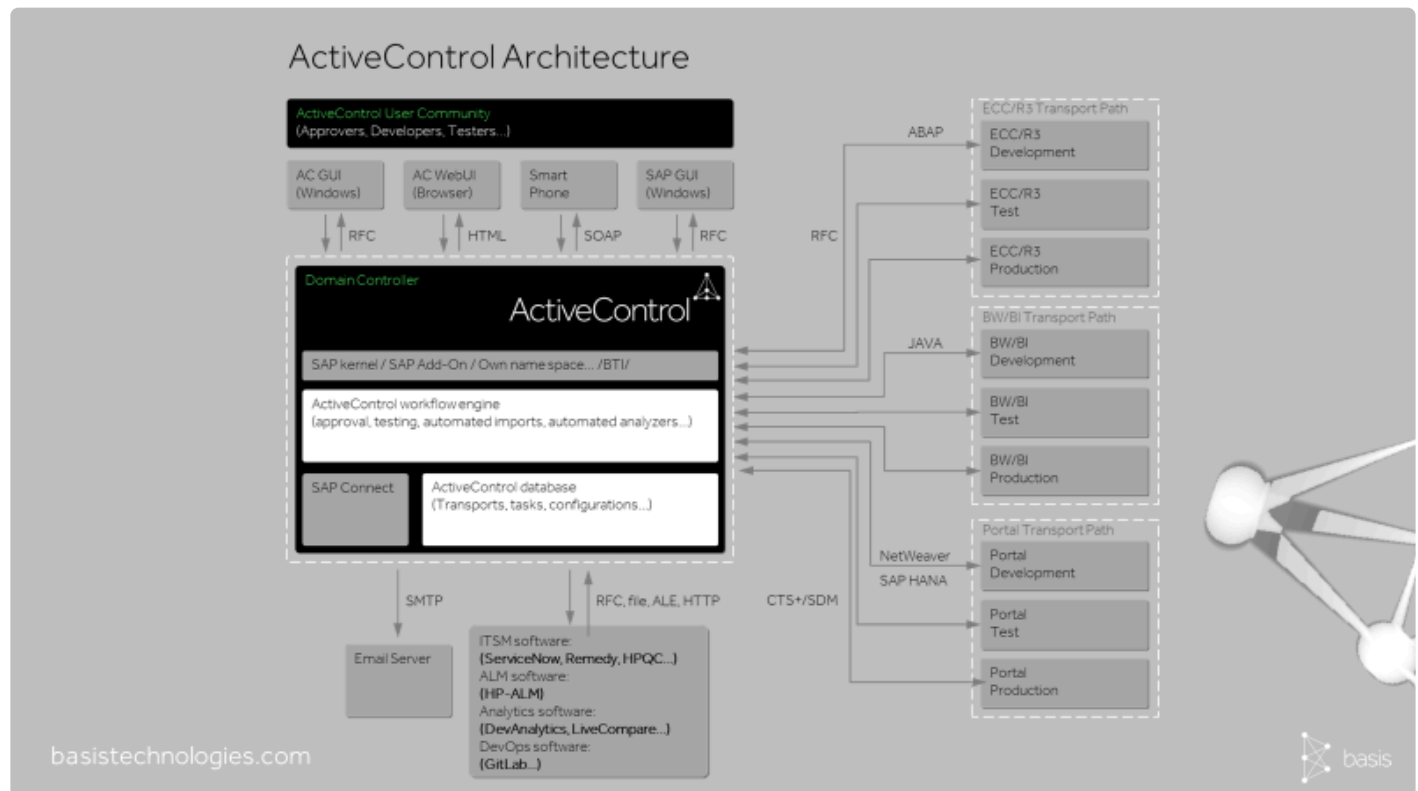 ActiveControl Architecture
ActiveControl User Community
(Approvers, Developers, Testers...)
AC GUI
(Windows)
AC WebUI
(Browser)
Smart
Phone
SAP GUI
(Windows)
RFC
HTML
SOAP
RFC
Domain Controller
ActiveControl
SAP kernel / SAP Add-On / Own name space... /BTI/
ActiveControl workflow engine
(approval, testing, automated imports, automated analyzers...)
SAP Connect
ActiveControl database
(Transports, tasks, configurations...)
SMTP
RFC, file, ALE, HTTP
Email Server
ITSM software:
(ServiceNow, Remedy, HPQC...)
ALM software:
(HP-ALM)
Analytics software:
(DevAnalytics, LiveCompare...)
DevOps software:
(GitLab...)
ABAP
RFC
JAVA
NetWeaver
SAP HANA
CTS+/SDM
ECC/R3 Transport Path
ECC/R3
Development
ECC/R3
Test
ECC/R3
Production
BW/BI Transport Path
BW/BI
Development
BW/BI
Test
BW/BI
Production
Portal Transport Path
Portal
Development
Portal
Test
Portal
Production
basistechnologies.com
basis